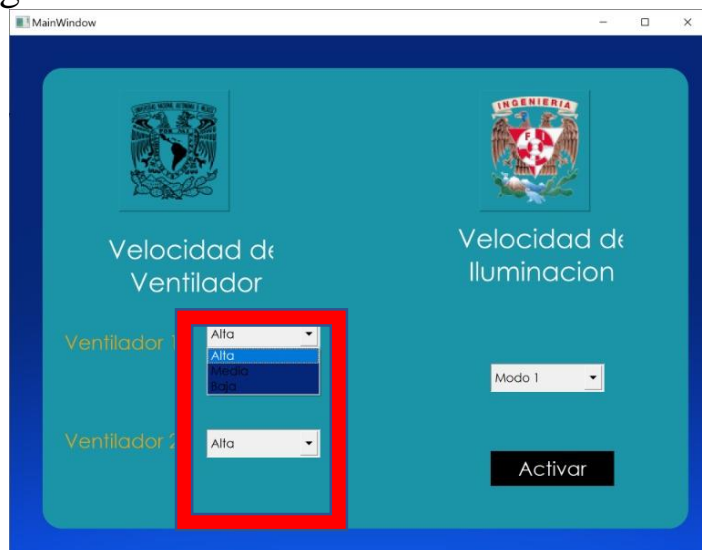 MainWindow
INGENIERIA
Velocidad de
Ventilador
Velocidad de
Iluminacion
Ventilador 1
Alta
Alta
Media
Baja
Modo 1
Ventilador 2
Alta
Activar